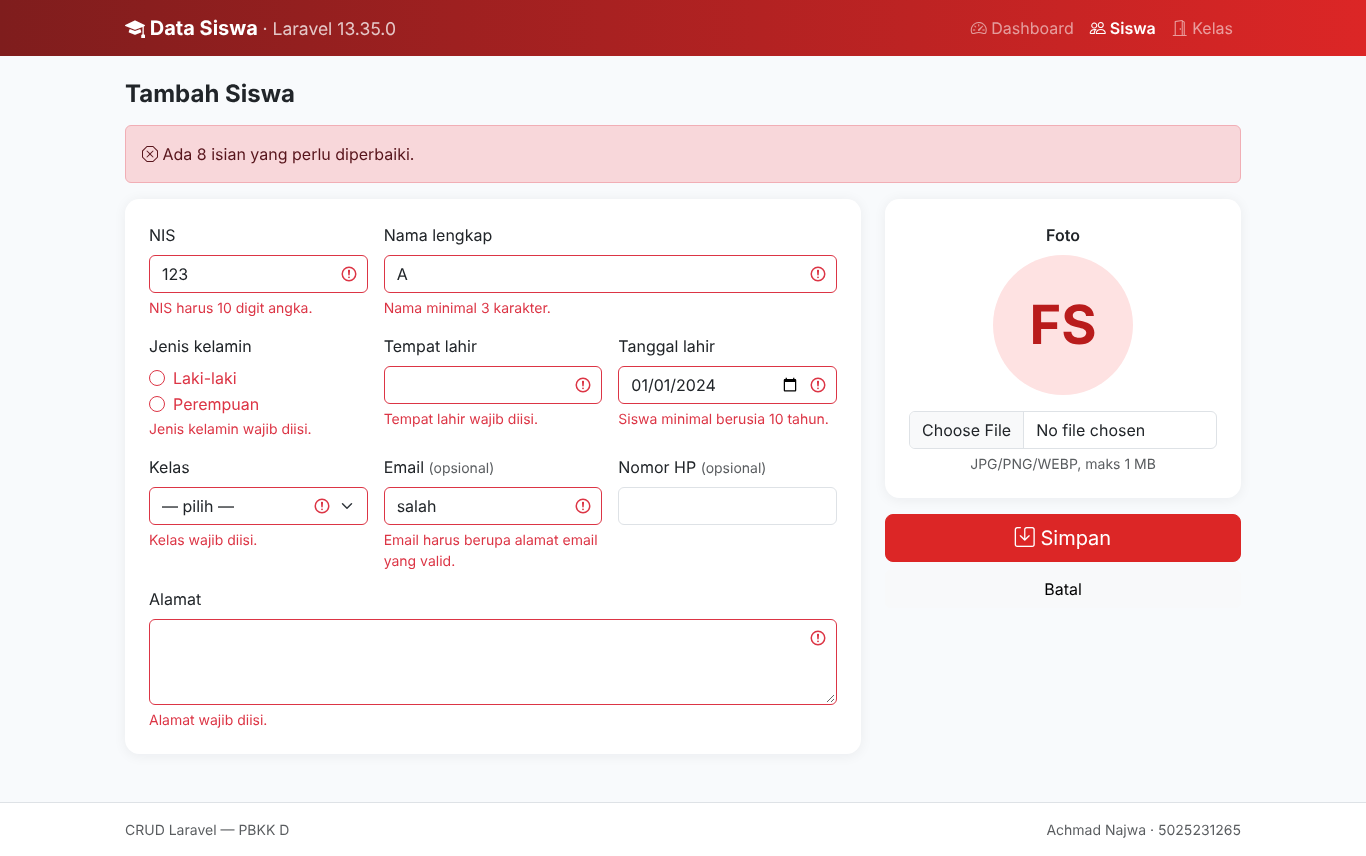 Data Siswa · Laravel 13.35.0
Dashboard
Siswa
Kelas
Tambah Siswa
Ada 8 isian yang perlu diperbaiki.
NIS
123
NIS harus 10 digit angka.
Nama lengkap
A
Nama minimal 3 karakter.
Jenis kelamin
Laki-laki
Perempuan
Jenis kelamin wajib diisi.
Tempat lahir
Tempat lahir wajib diisi.
Tanggal lahir
01/01/2024
Siswa minimal berusia 10 tahun.
Kelas
— pilih —
Kelas wajib diisi.
Email (opsional)
salah
Email harus berupa alamat email
yang valid.
Nomor HP (opsional)
Alamat
Alamat wajib diisi.
Foto
FS
Choose File No file chosen
JPG/PNG/WEBP, maks 1 MB
Simpan
Batal
CRUD Laravel — PBKK D
Achmad Najwa · 5025231265